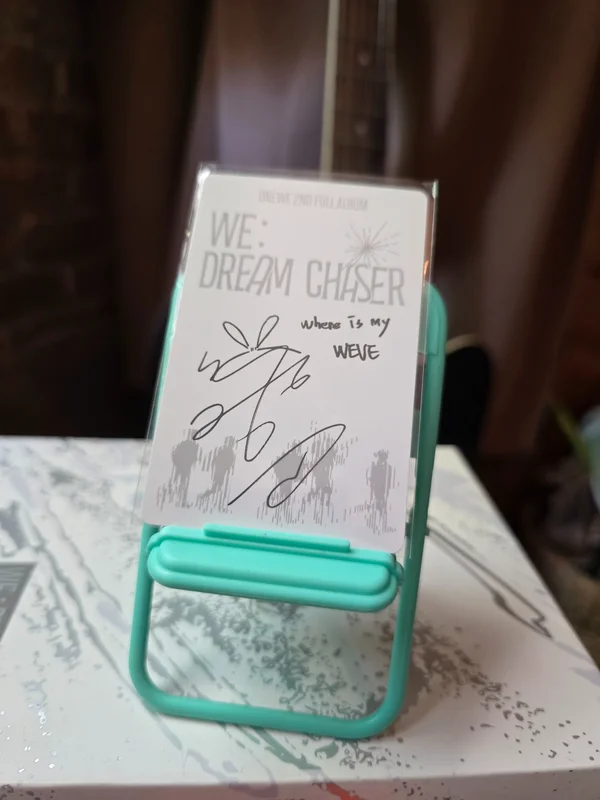 ONEWE 2ND FULL ALBUM
WE:
DREAM CHASER
where is my
WEVE